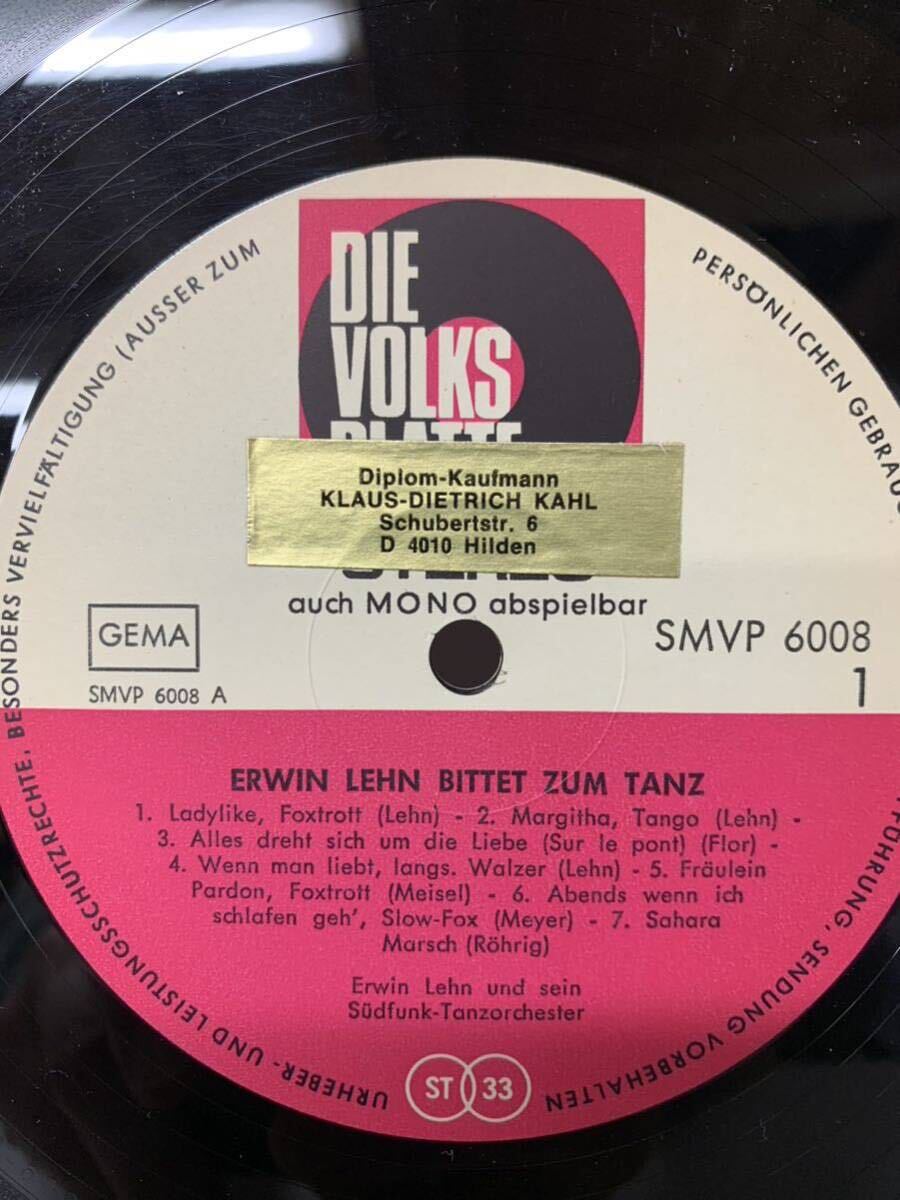 DIE
VOLKS
PLATTE
Diplom-Kaufmann
KLAUS-DIETRICH KAHL
Schubertstr. 6
D 4010 Hilden
STEREO
auch MONO abspielbar
GEMA
SMVP 6008 A
SMVP 6008
1
ERWIN LEHN BITTET ZUM TANZ
1. Ladylike, Foxtrott (Lehn) - 2. Margitha, Tango (Lehn) -
3. Alles dreht sich um die Liebe (Sur le pont) (Flor) -
4. Wenn man liebt, langs. Walzer (Lehn) - 5. Fräulein
Pardon, Foxtrott (Meisel) - 6. Abends wenn ich
schlafen geh', Slow-Fox (Meyer) - 7. Sahara
Marsch (Röhrig)
Erwin Lehn und sein
Südfunk-Tanzorchester
ST 33
URHEBER- UND LEISTUNGSSCHUTZRECHTE, BESONDERS VERVIELFÄLTIGUNG (AUSSER ZUM
PERSÖNLICHEN GEBRAUC
FÜHRUNG, SENDUNG VORBEHALTEN